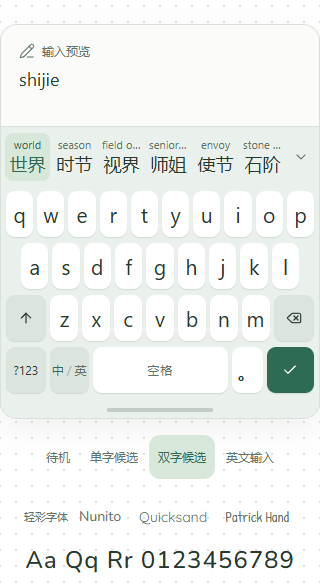 输入预览
shijie
world season field o... senior... envoy stone ...
世界 时节 视界 师姐 使节 石阶
q w e r t y u i o p
a s d f g h j k l
z x c v b n m
?123 中 / 英 空格 。
待机 单字候选 双字候选 英文输入
轻彩字体 Nunito Quicksand Patrick Hand
Aa Qq Rr 0123456789